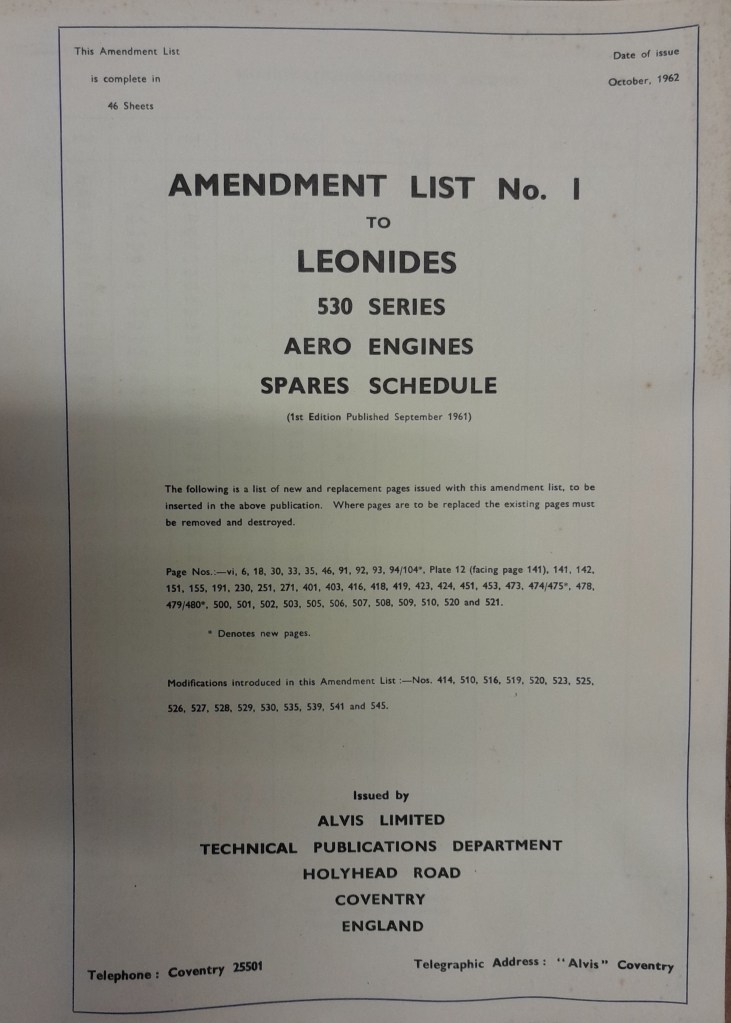 This Amendment List
is complete in
46 Sheets
Date of issue
October, 1962
AMENDMENT LIST No. 1
TO
LEONIDES
530 SERIES
AERO ENGINES
SPARES SCHEDULE
(1st Edition Published September 1961)
The following is a list of new and replacement pages issued with this amendment list, to be
inserted in the above publication. Where pages are to be replaced the existing pages must
be removed and destroyed.
Page Nos.:—vi, 6, 18, 30, 33, 35, 46, 91, 92, 93, 94/104*, Plate 12 (facing page 141), 141, 142,
151, 155, 191, 230, 251, 271, 401, 403, 416, 418, 419, 423, 424, 451, 453, 473, 474/475*, 478,
479/480*, 500, 501, 502, 503, 505, 506, 507, 508, 509, 510, 520 and 521.
* Denotes new pages.
Modifications introduced in this Amendment List :—Nos. 414, 510, 516, 519, 520, 523, 525,
526, 527, 528, 529, 530, 535, 539, 541 and 545.
Issued by
ALVIS LIMITED
TECHNICAL PUBLICATIONS DEPARTMENT
HOLYHEAD ROAD
COVENTRY
ENGLAND
Telephone : Coventry 25501
Telegraphic Address : "Alvis" Coventry